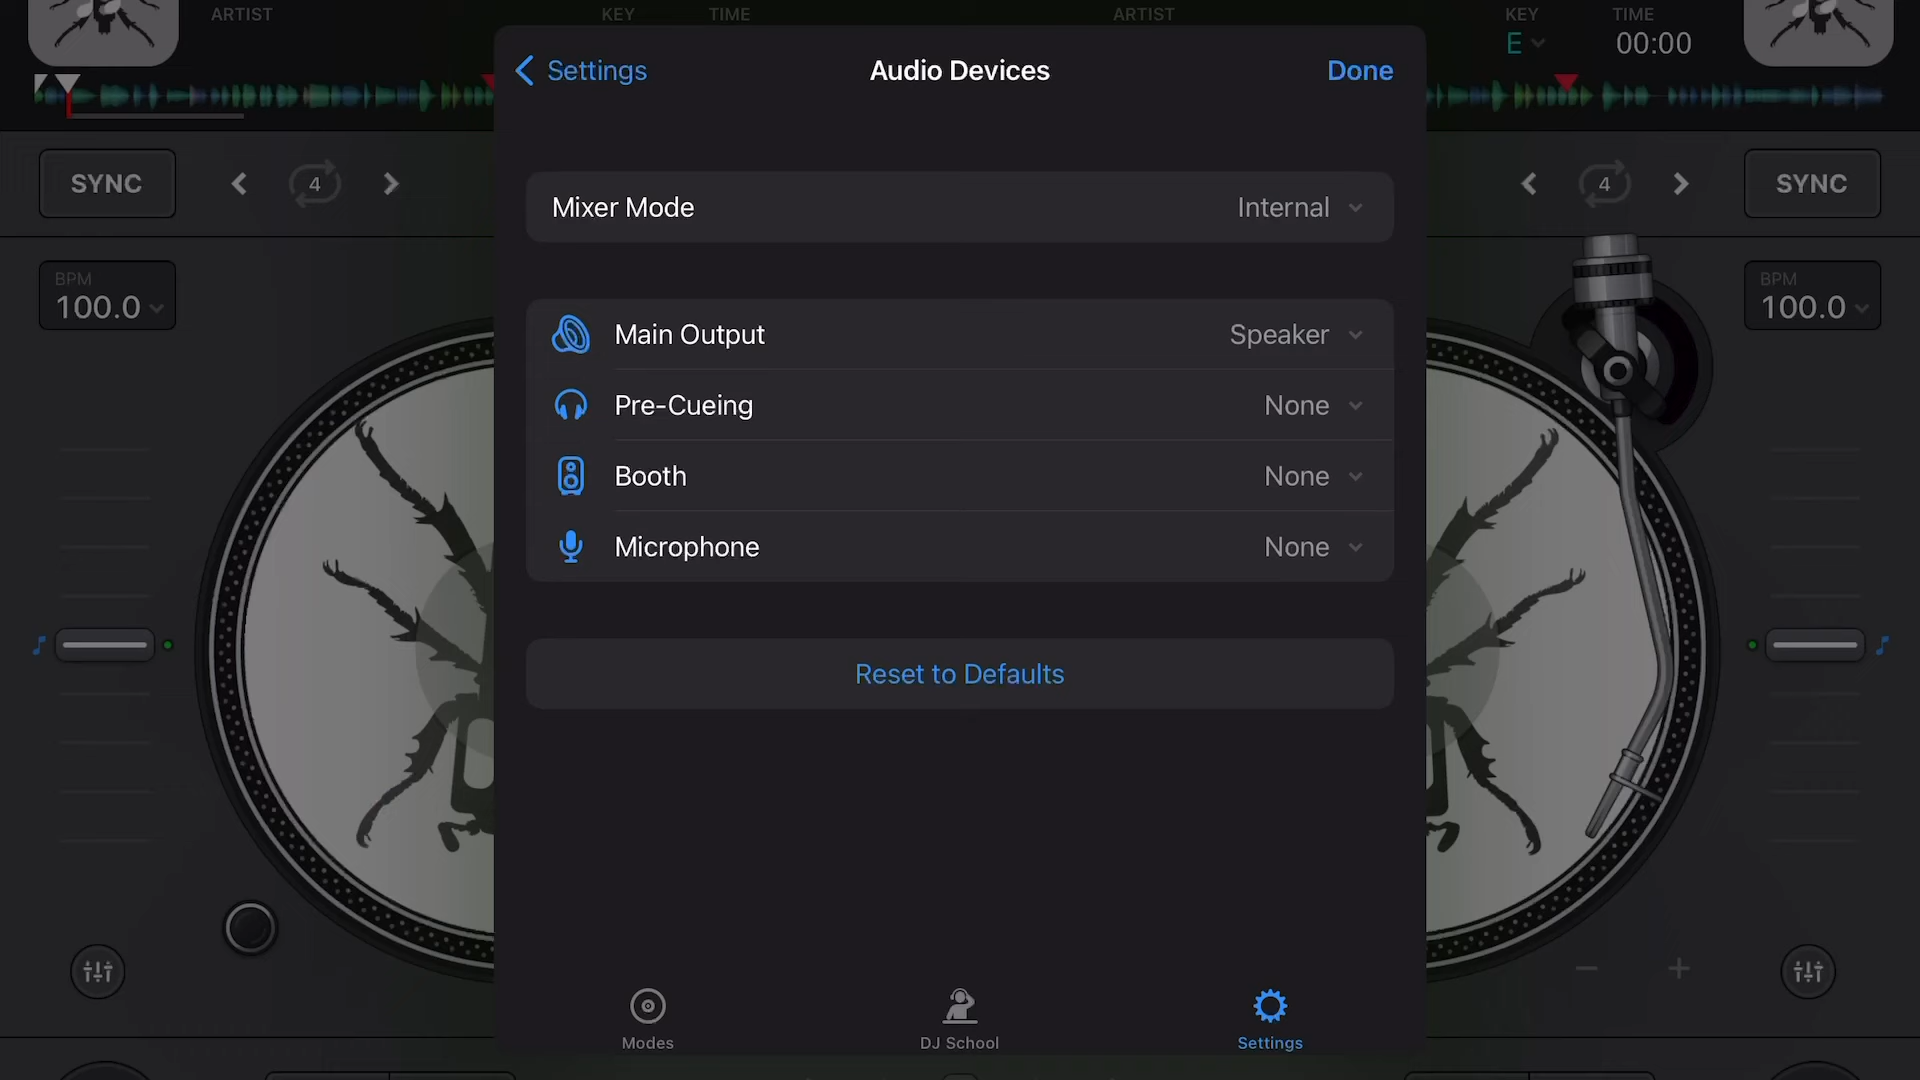 ARTIST KEY TIME ARTIST KEY TIME
E 00:00
Settings Audio Devices Done
SYNC 4 4 SYNC
Mixer Mode Internal
BPM
100.0
BPM
100.0
Main Output Speaker
Pre-Cueing None
Booth None
Microphone None
Reset to Defaults
Modes DJ School Settings